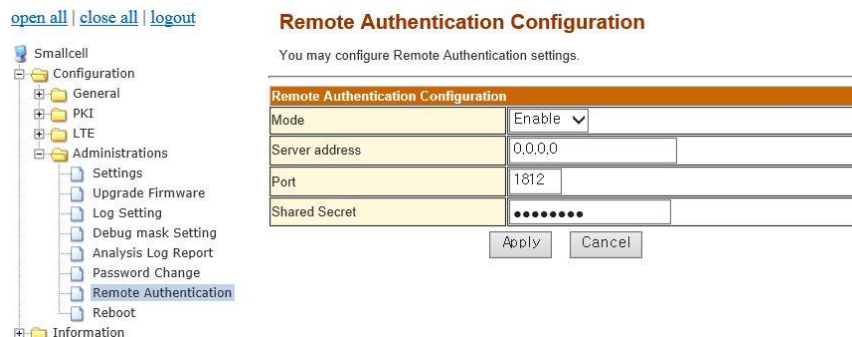 open all | close all | logout
Smallcell
Configuration
General
PKI
LTE
Administrations
Settings
Upgrade Firmware
Log Setting
Debug mask Setting
Analysis Log Report
Password Change
Remote Authentication
Reboot
Information
Remote Authentication Configuration
You may configure Remote Authentication settings.
Remote Authentication Configuration
Mode Enable
Server address 0,0,0,0
Port 1812
Shared Secret ••••••••
Apply Cancel